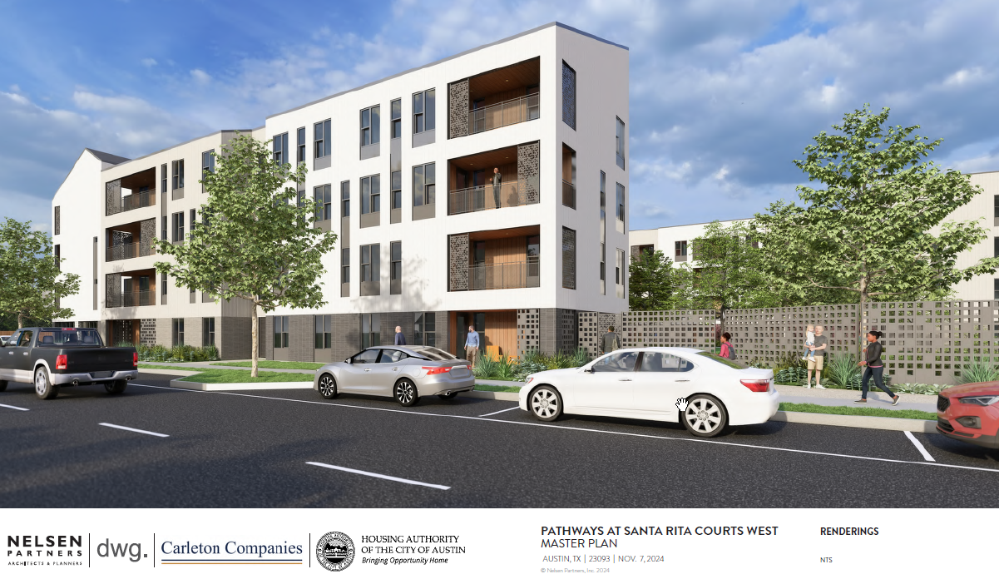 NELSEN
PARTNERS
ARCHITECTS & PLANNERS
dwg.
Carleton Companies
HOUSING AUTHORITY
OF THE CITY OF AUSTIN
Bringing Opportunity Home
PATHWAYS AT SANTA RITA COURTS WEST
MASTER PLAN
AUSTIN, TX | 23093 | NOV. 7, 2024
© Nelsen Partners, Inc. 2024
RENDERINGS
NTS